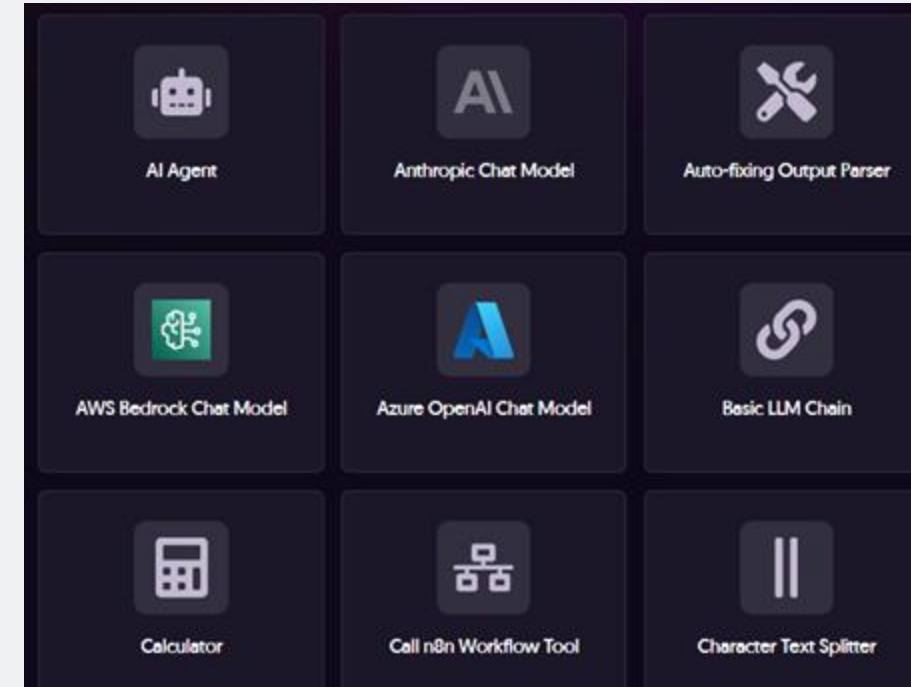 AI Agent
Anthropic Chat Model
Auto-fixing Output Parser
AWS Bedrock Chat Model
Azure OpenAI Chat Model
Basic LLM Chain
Calculator
Call n8n Workflow Tool
Character Text Splitter